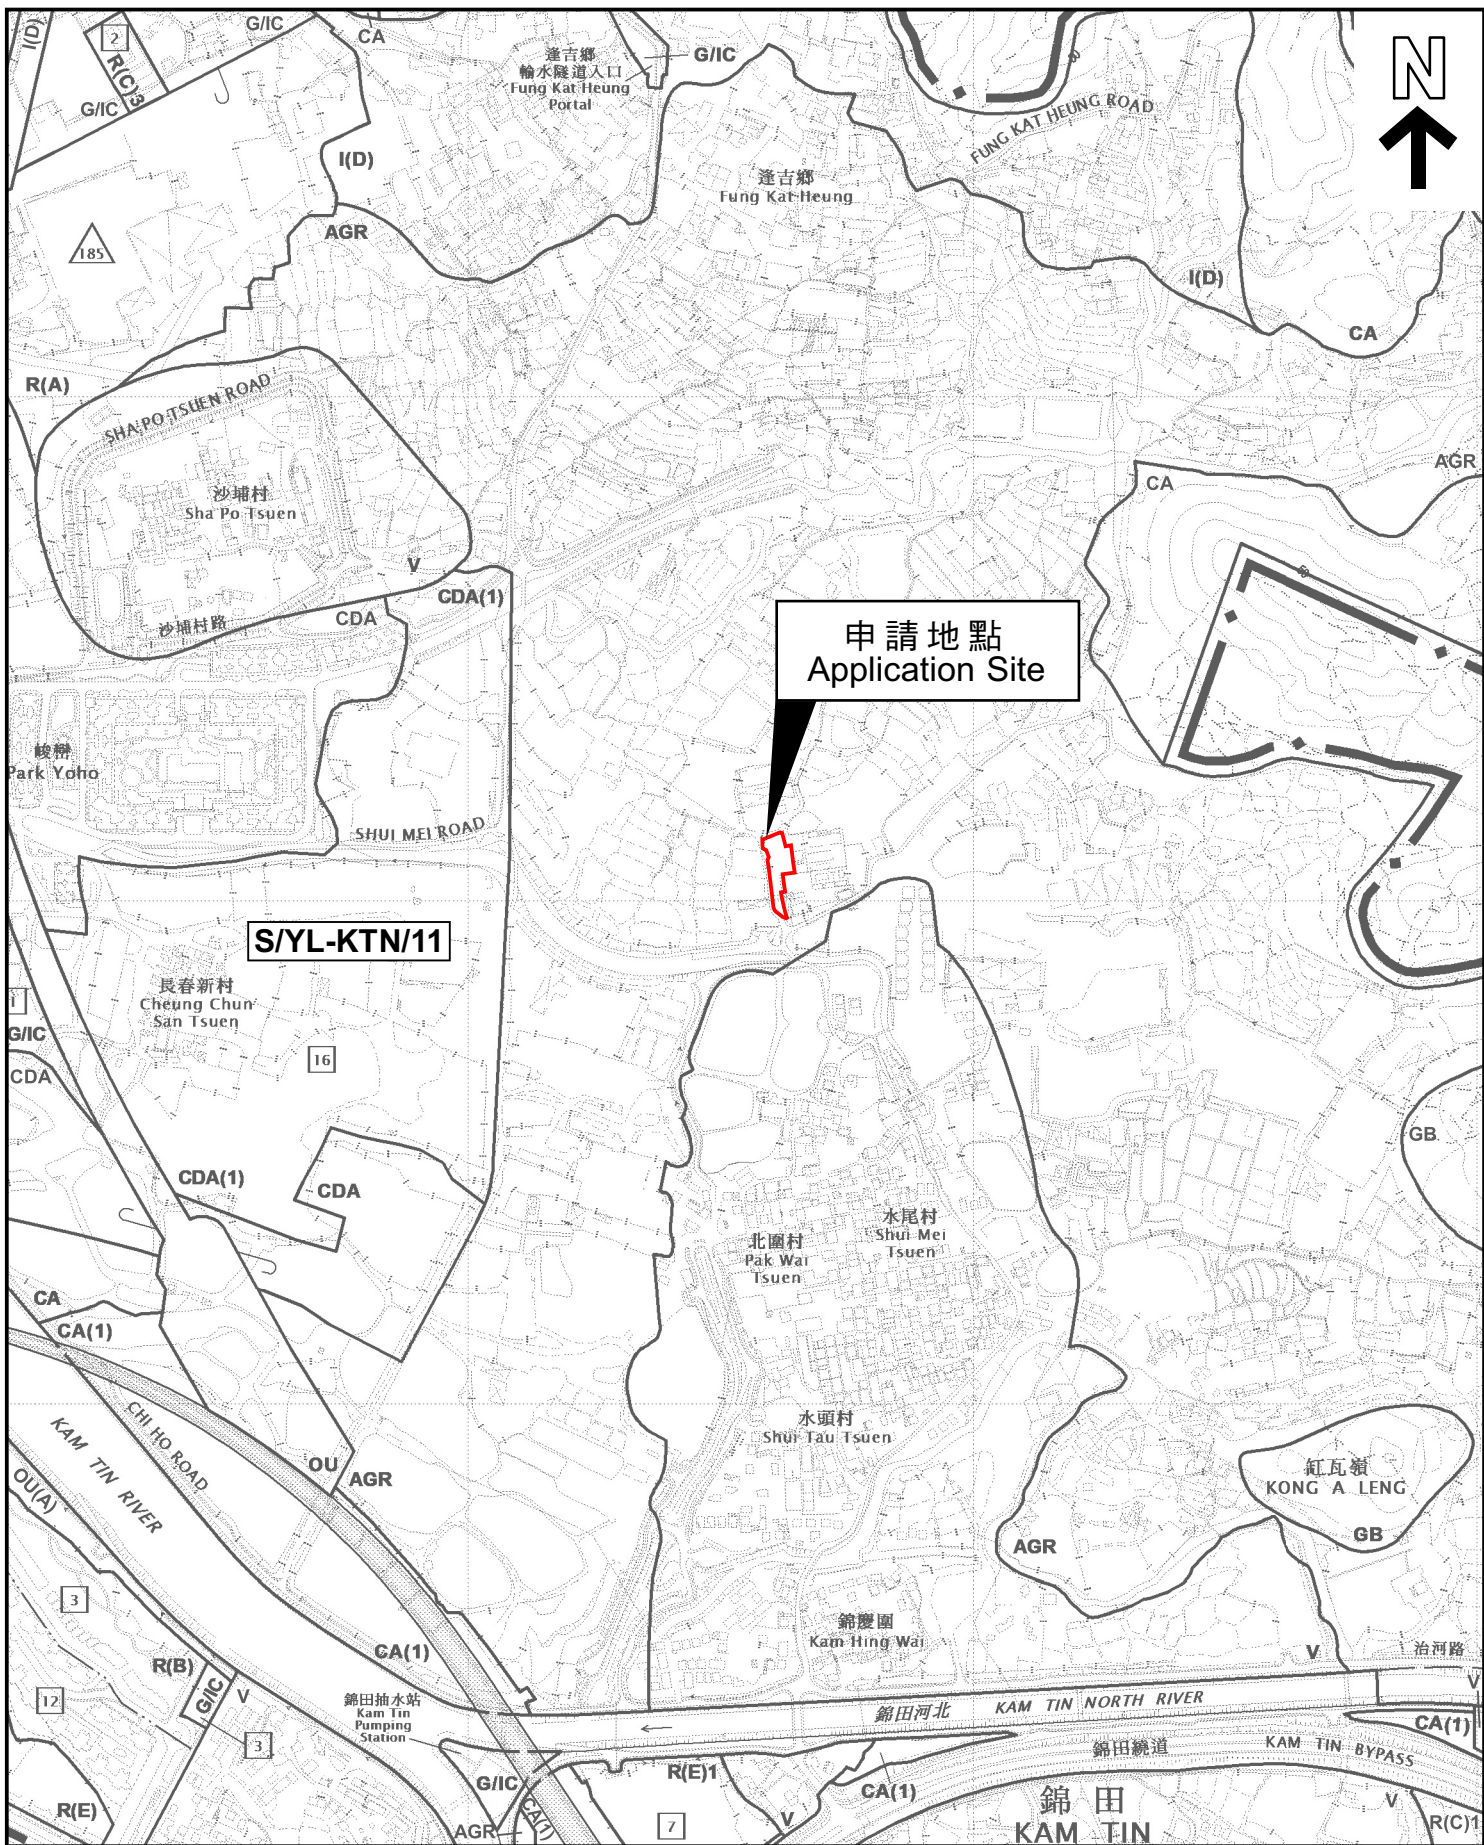 I(D)
2
R(C)3
G/IC
G/IC
CA
逢吉鄉
輸水隧道入口
Fung Kat Heung
Portal
G/IC
50
FUNG KAT HEUNG ROAD
N
I(D)
逢吉鄉
Fung Kat Heung
185
AGR
I(D)
CA
R(A)
SHA PO TSUEN ROAD
沙埔村
Sha Po Tsuen
AGR
CA
V
CDA(1)
CDA
沙埔村路
50
申請地點
Application Site
峻巒
Park Yoho
SHUI MEI ROAD
S/YL-KTN/11
長春新村
Cheung Chun
San Tsuen
1
G/IC
CDA
16
GB
CDA(1)
CDA
水尾村
Shui Mei
Tsuen
北圍村
Pak Wai
Tsuen
CA
CA(1)
CHI HO ROAD
KAM TIN RIVER
OU(A)
OU
AGR
水頭村
Shui Tau Tsuen
缸瓦嶺
KONG A LENG
GB
AGR
3
錦慶圍
Kam Hing Wai
CA(1)
R(B)
G/IC
V
12
3
錦田抽水站
Kam Tin
Pumping
Station
V
治河路
V
錦田河北
KAM TIN NORTH RIVER
CA(1)
錦田繞道
KAM TIN BYPASS
G/IC
R(E)1
CA(1)
R(E)
AGR
CA(1)
7
V
錦田
KAM TIN
V
R(C)1